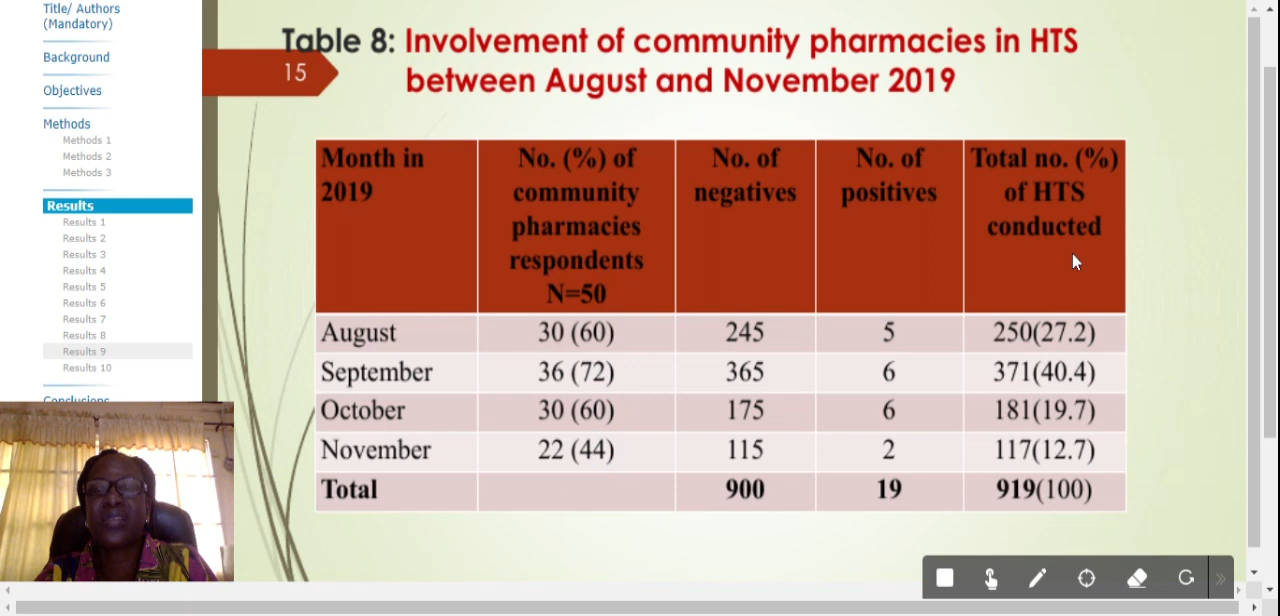 Title/ Authors
(Mandatory)
Background
Objectives
Methods
Methods 1
Methods 2
Methods 3
Results
Results 1
Results 2
Results 3
Results 4
Results 5
Results 6
Results 7
Results 8
Results 9
Results 10
Conclusions
15
Table 8: Involvement of community pharmacies in HTS
between August and November 2019
Month in 2019 No. (%) of community pharmacies respondents N=50 No. of negatives No. of positives Total no. (%) of HTS conducted
August 30 (60) 245 5 250(27.2)
September 36 (72) 365 6 371(40.4)
October 30 (60) 175 6 181(19.7)
November 22 (44) 115 2 117(12.7)
Total 900 19 919(100)